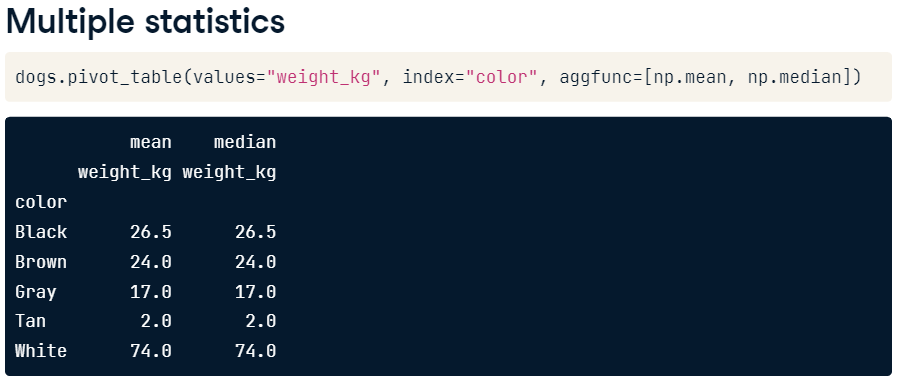 Multiple statistics
dogs.pivot_table(values="weight_kg", index="color", aggfunc=[np.mean, np.median])
mean median
weight_kg weight_kg
color
Black 26.5 26.5
Brown 24.0 24.0
Gray 17.0 17.0
Tan 2.0 2.0
White 74.0 74.0